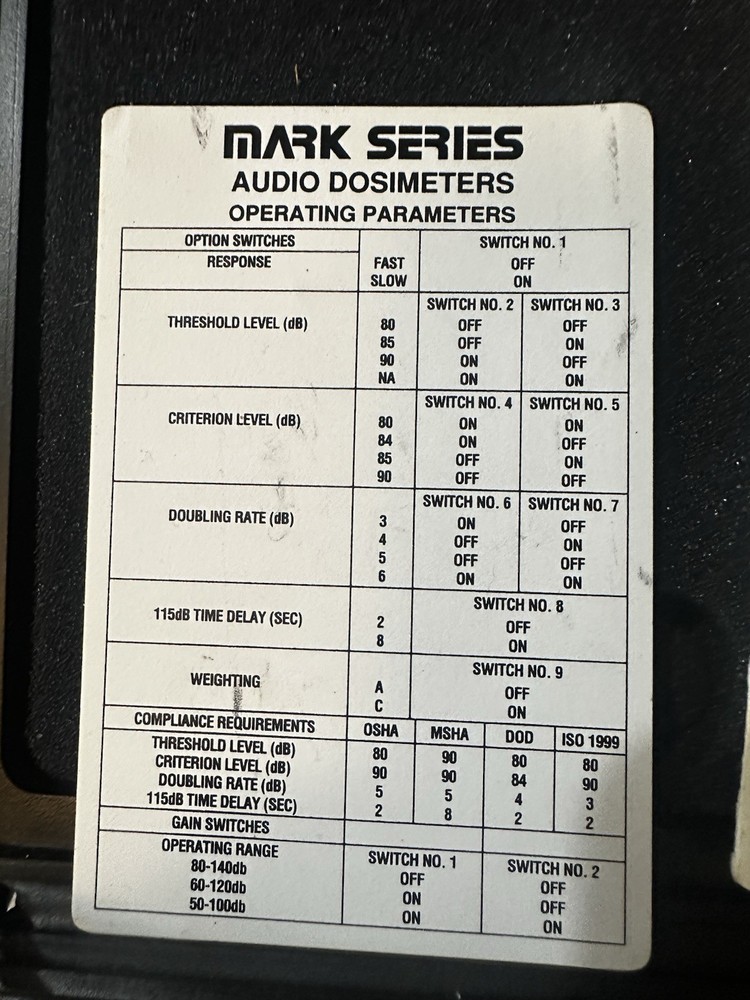 MARK SERIES
AUDIO DOSIMETERS
OPERATING PARAMETERS
OPTION SWITCHES SWITCH NO. 1
RESPONSE FAST OFF
SLOW ON
SWITCH NO. 2 SWITCH NO. 3
THRESHOLD LEVEL (dB) 80 OFF OFF
85 OFF ON
90 ON OFF
NA ON ON
SWITCH NO. 4 SWITCH NO. 5
CRITERION LEVEL (dB) 80 ON ON
84 ON OFF
85 OFF ON
90 OFF OFF
SWITCH NO. 6 SWITCH NO. 7
DOUBLING RATE (dB) 3 ON OFF
4 OFF ON
5 OFF OFF
6 ON ON
SWITCH NO. 8
115dB TIME DELAY (SEC) 2 OFF
8 ON
SWITCH NO. 9
WEIGHTING A OFF
C ON
COMPLIANCE REQUIREMENTS OSHA MSHA DOD ISO 1999
THRESHOLD LEVEL (dB) 80 90 80 80
CRITERION LEVEL (dB) 90 90 84 90
DOUBLING RATE (dB) 5 5 4 3
115dB TIME DELAY (SEC) 2 8 2 2
GAIN SWITCHES
OPERATING RANGE SWITCH NO. 1 SWITCH NO. 2
80-140db OFF OFF
60-120db ON OFF
50-100db ON ON